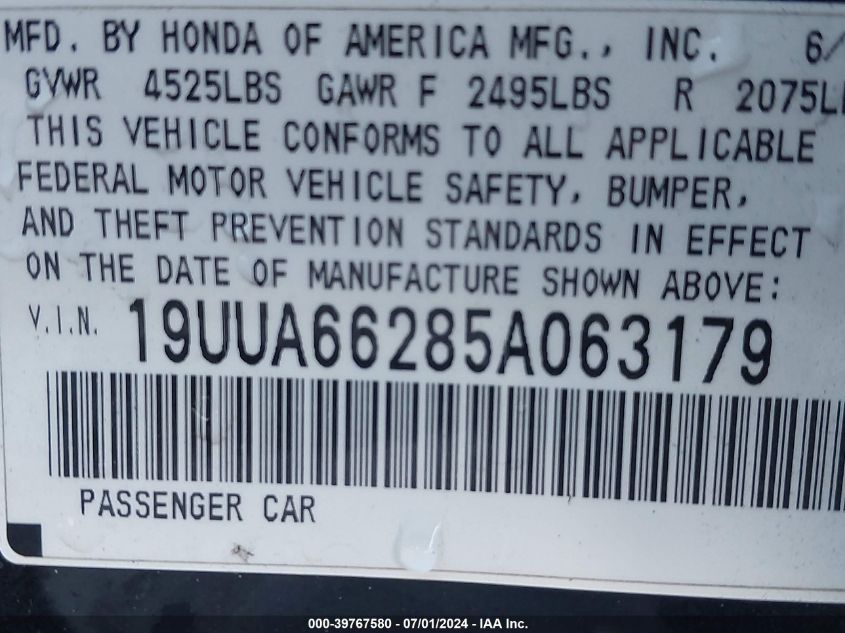 MFD. BY HONDA OF AMERICA MFG., INC. 6/
GVWR 4525LBS GAWR F 2495LBS R 2075L
THIS VEHICLE CONFORMS TO ALL APPLICABLE
FEDERAL MOTOR VEHICLE SAFETY, BUMPER,
AND THEFT PREVENTION STANDARDS IN EFFECT
ON THE DATE OF MANUFACTURE SHOWN ABOVE:
V.I.N. 19UUA66285A063179
PASSENGER CAR
000-39767580 - 07/01/2024 - IAA Inc.